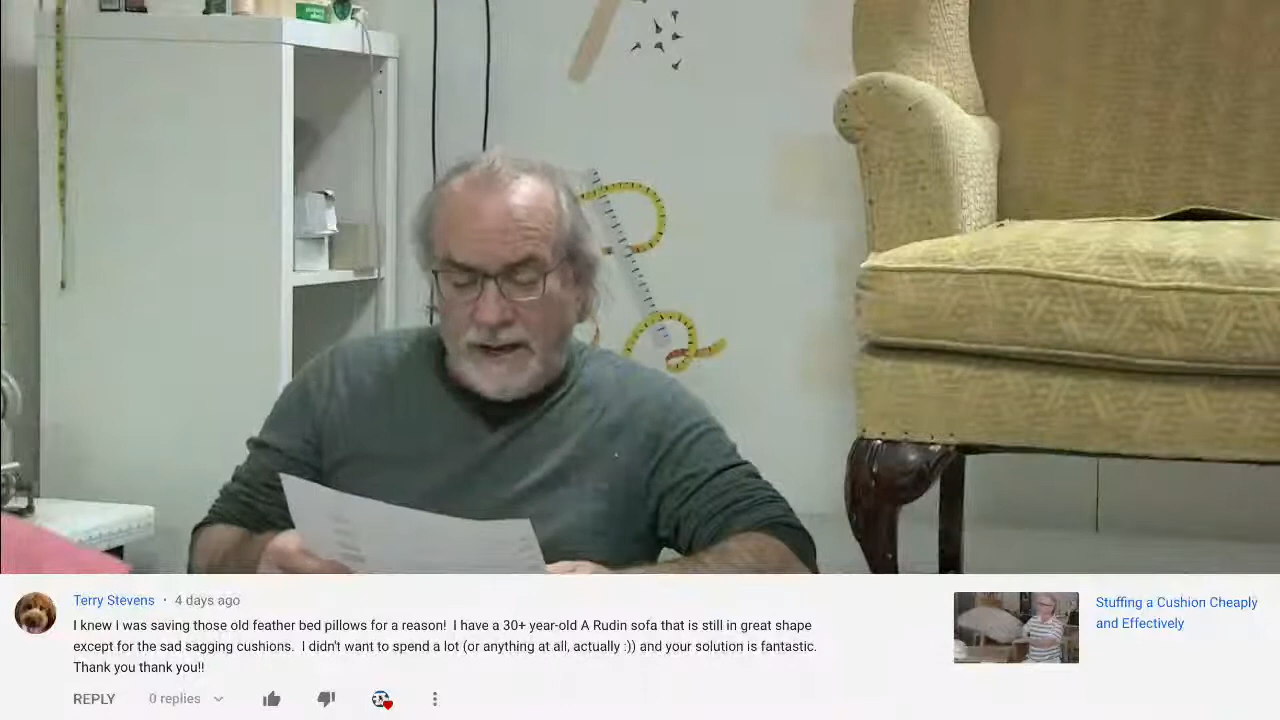 Terry Stevens · 4 days ago
I knew I was saving those old feather bed pillows for a reason!  I have a 30+ year-old A Rudin sofa that is still in great shape
except for the sad sagging cushions.  I didn't want to spend a lot (or anything at all, actually :)) and your solution is fantastic.
Thank you thank you!!
REPLY 0 replies
Stuffing a Cushion Cheaply
and Effectively